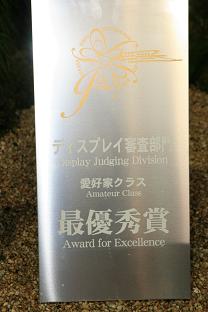 ディスプレイ審査部門
Display Judging Division
愛好家クラス
Amateur Class
最優秀賞
Award for Excellence